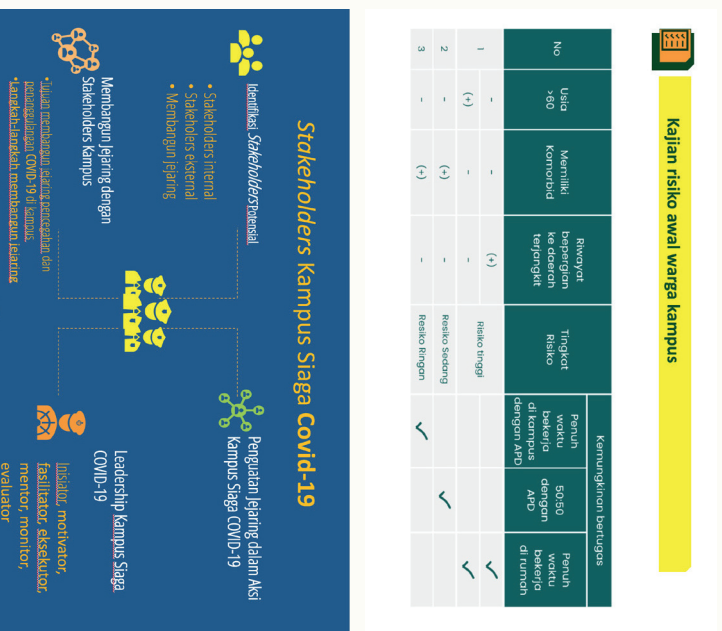 Kajian risiko awal warga kampus
No
Usia
>60
Memiliki
Komorbid
Riwayat
bepergian
ke daerah
terjangkit
Tingkat
Risiko
Kemungkinan bertugas
Penuh
waktu
bekerja
di kampus
dengan APD
50:50
dengan
APD
Penuh
waktu
bekerja
di rumah
1 - - (+) Risiko tinggi ✓
(+) - - ✓
2 - (+) - Resiko Sedang ✓
3 - (+) - Resiko Ringan ✓
Stakeholders Kampus Siaga Covid-19
Identifikasi Stakeholders Potensial
• Stakeholders internal
• Stakeholers eksternal
• Membangun jejaring
Penguatan Jejaring dalam Aksi
Kampus Siaga COVID-19
Membangun Jejaring dengan
Stakeholders Kampus
• Tujuan membangun jejaring pencegahan dan
penanggulangan COVID-19 di kampus.
• Langkah-langkah membangun jejaring
Leadership Kampus Siaga
COVID-19
Inisiator, motivator,
fasilitator, eksekutor,
mentor, monitor,
evaluator